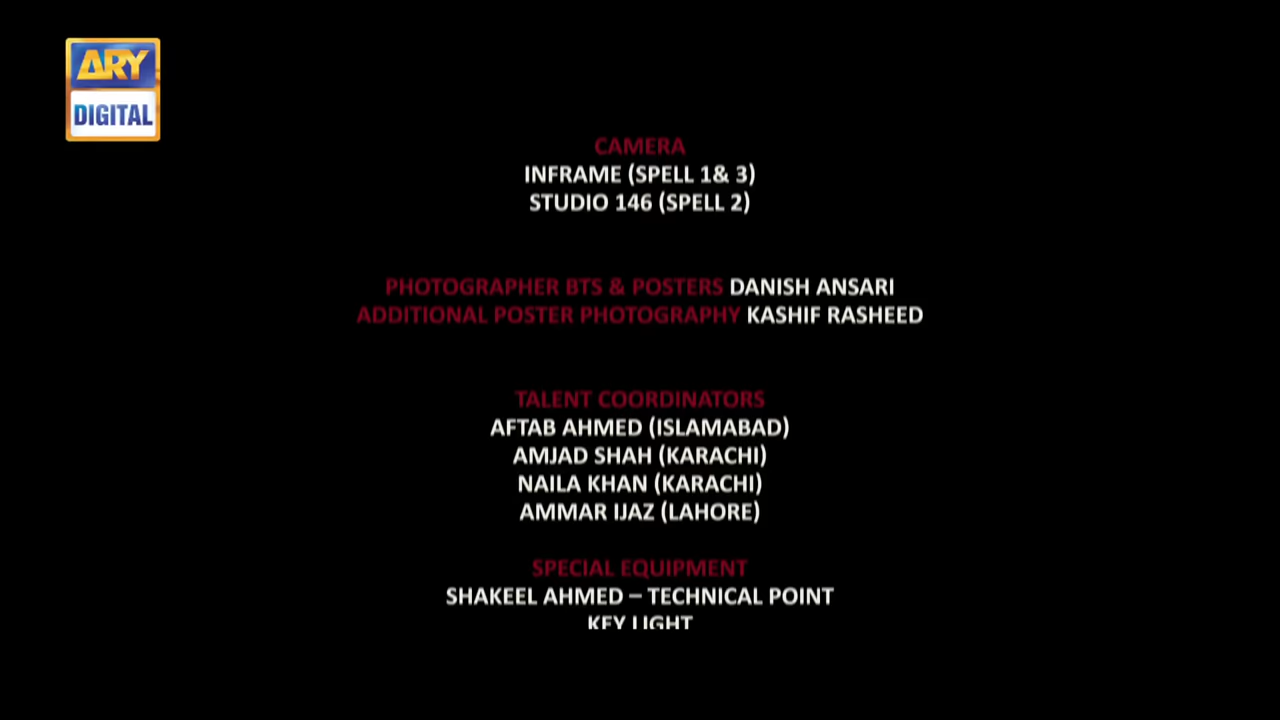 ARY
DIGITAL
CAMERA
INFRAME (SPELL 1& 3)
STUDIO 146 (SPELL 2)
PHOTOGRAPHER BTS & POSTERS DANISH ANSARI
ADDITIONAL POSTER PHOTOGRAPHY KASHIF RASHEED
TALENT COORDINATORS
AFTAB AHMED (ISLAMABAD)
AMJAD SHAH (KARACHI)
NAILA KHAN (KARACHI)
AMMAR IJAZ (LAHORE)
SPECIAL EQUIPMENT
SHAKEEL AHMED – TECHNICAL POINT
KEY LIGHT